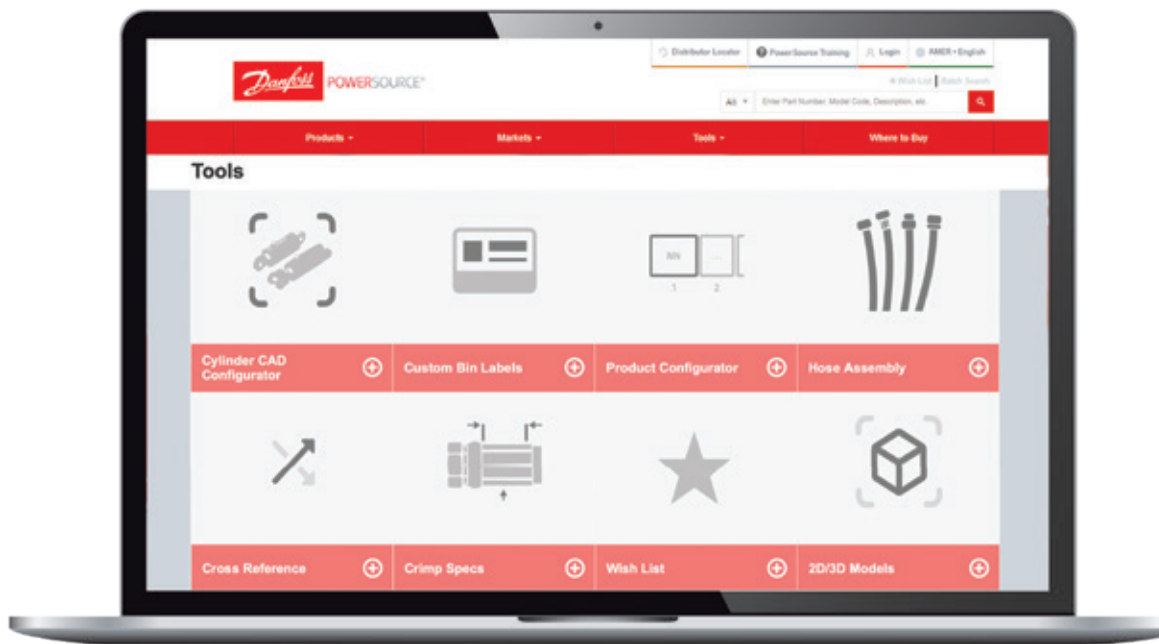 Distributor Locator
PowerSource Training
Login
AMER • English
Danfoss POWERSOURCE™
Wish List | Batch Search
All
Enter Part Number, Model Code, Description, etc.
Products
Markets
Tools
Where to Buy
Tools
NN ...
1 2
Cylinder CAD
Configurator
Custom Bin Labels
Product Configurator
Hose Assembly
Cross Reference
Crimp Specs
Wish List
2D/3D Models